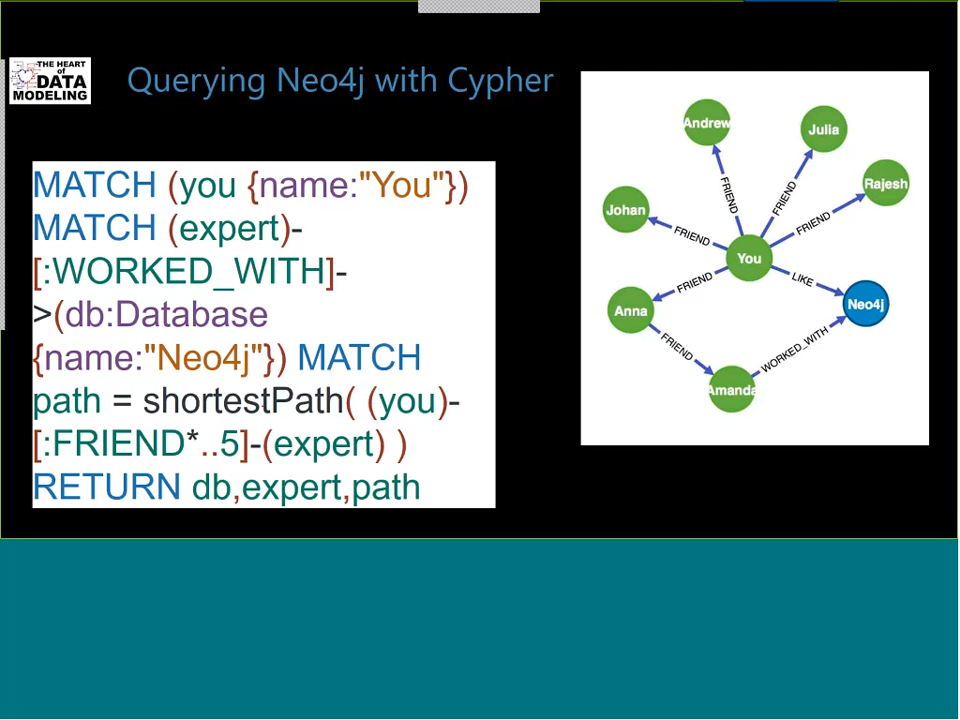 THE HEART
of
DATA
MODELING
Querying Neo4j with Cypher
MATCH (you {name:"You"})
MATCH (expert)-
[:WORKED_WITH]-
>(db:Database
{name:"Neo4j"}) MATCH
path = shortestPath( (you)-
[:FRIEND*..5]-(expert) )
RETURN db,expert,path
Andrew
Julia
Rajesh
Johan
FRIEND
FRIEND
FRIEND
FRIEND
You
LIKE
FRIEND
Neo4j
Anna
FRIEND
WORKED_WITH
Amanda